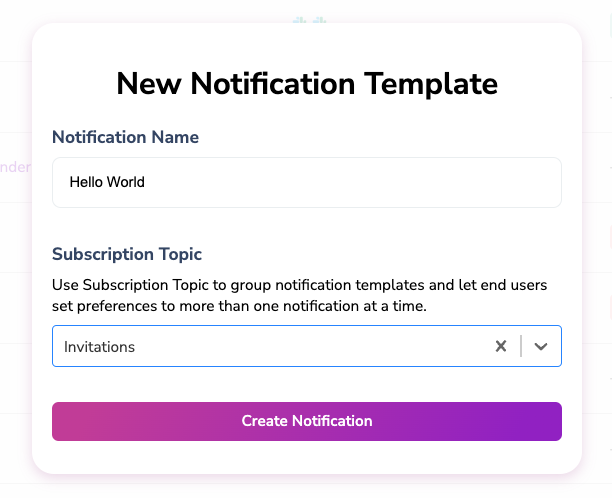 New Notification Template
Notification Name
Hello World
nder
Subscription Topic
Use Subscription Topic to group notification templates and let end users
set preferences to more than one notification at a time.
Invitations
Create Notification